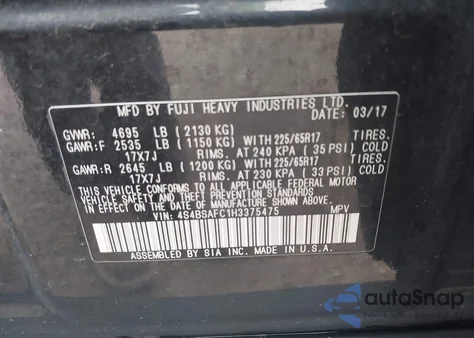 MFD BY FUJI HEAVY INDUSTRIES LTD.
DATE: 03/17
GVWR: 4695 LB (2130 KG)
GAWR:F 2535 LB (1150 KG) WITH 225/65R17 TIRES.
17X7J RIMS. AT 240 KPA (35 PSI) COLD
GAWR:R 2645 LB (1200 KG) WITH 225/65R17 TIRES.
17X7J RIMS. AT 230 KPA (33 PSI) COLD
THIS VEHICLE CONFORMS TO ALL APPLICABLE FEDERAL MOTOR
VEHICLE SAFETY AND THEFT PREVENTION STANDARDS IN EFFECT
ON THE DATE OF MANUFACTURE SHOWN ABOVE.
VIN: 4S4BSAFC1H3375475 MPV
ASSEMBLED BY SIA INC. MADE IN U.S.A.
autoSnap